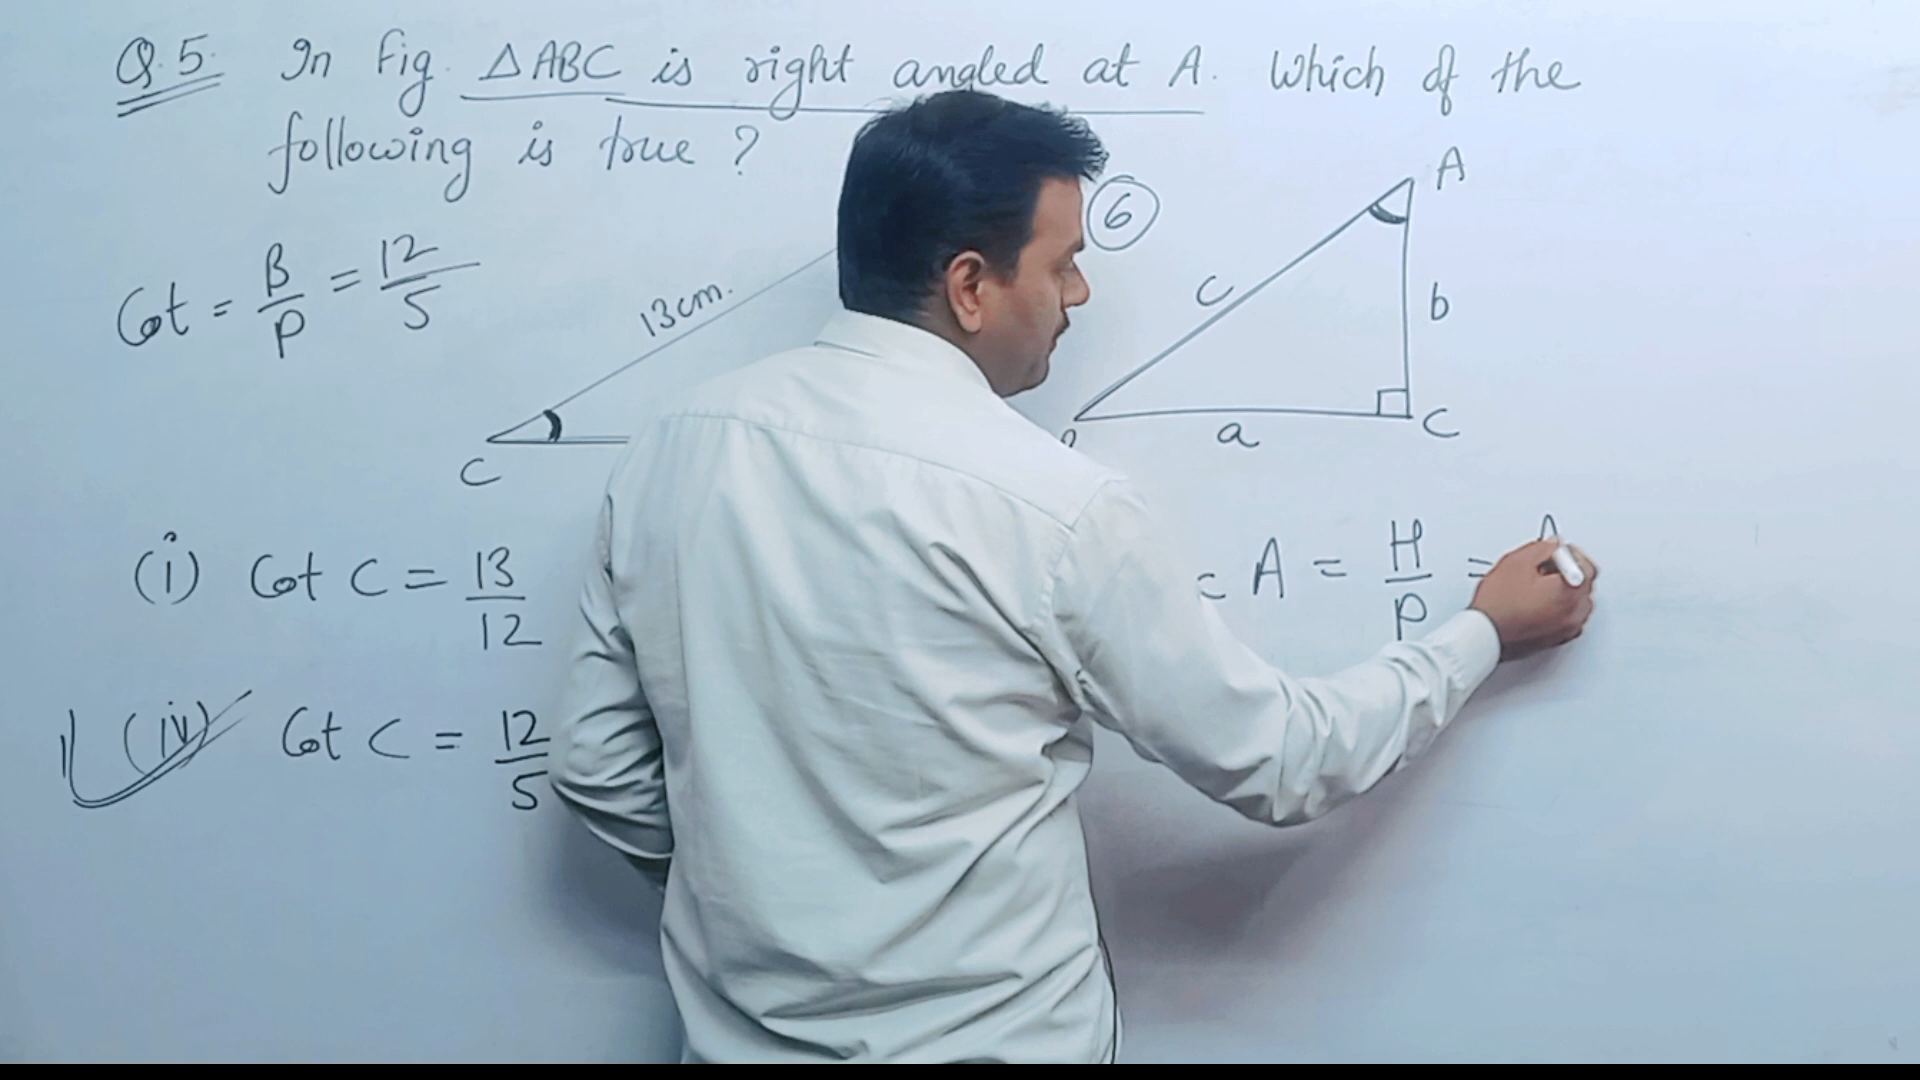 Q.5. In Fig. △ABC is right angled at A. Which of the
following is true ?
Cot = B/P = 12/5
13cm.
C
(i) Cot C = 13/12
(iv) Cot C = 12/5
6
A
c
b
a
C
A = H/P =